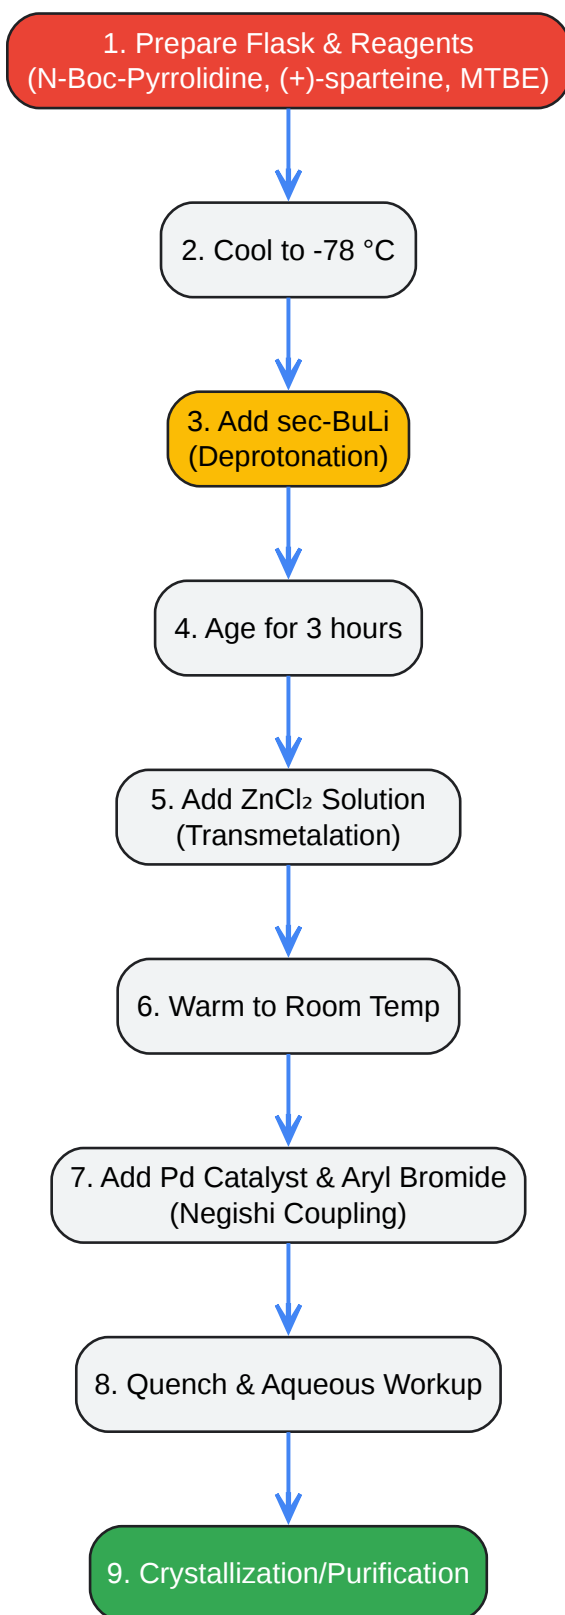 1. Prepare Flask & Reagents
(N-Boc-Pyrrolidine, (+)-sparteine, MTBE)
2. Cool to -78 °C
3. Add sec-BuLi
(Deprotonation)
4. Age for 3 hours
5. Add ZnCl₂ Solution
(Transmetalation)
6. Warm to Room Temp
7. Add Pd Catalyst & Aryl Bromide
(Negishi Coupling)
8. Quench & Aqueous Workup
9. Crystallization/Purification